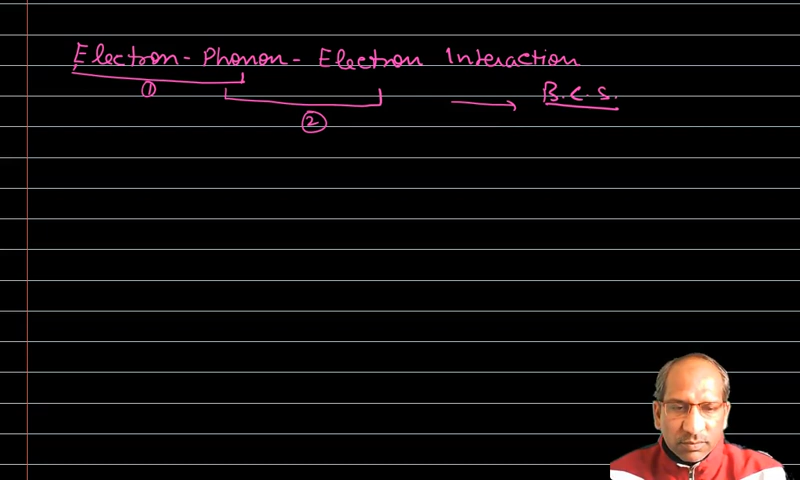 Electron - Phonon - Electron Interaction
① B.C.S.
②